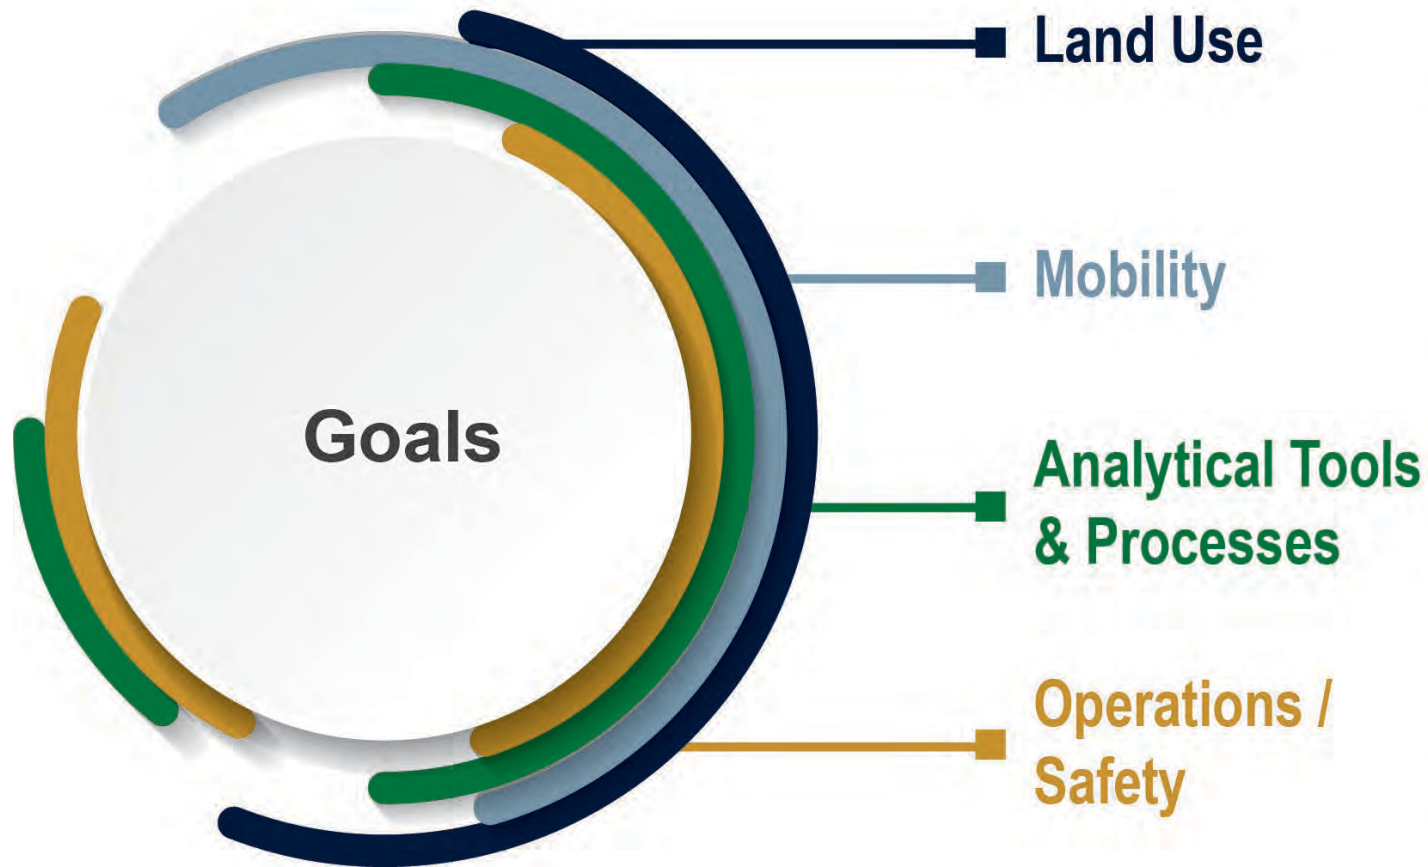 Land Use
Mobility
Goals
Analytical Tools
& Processes
Operations /
Safety